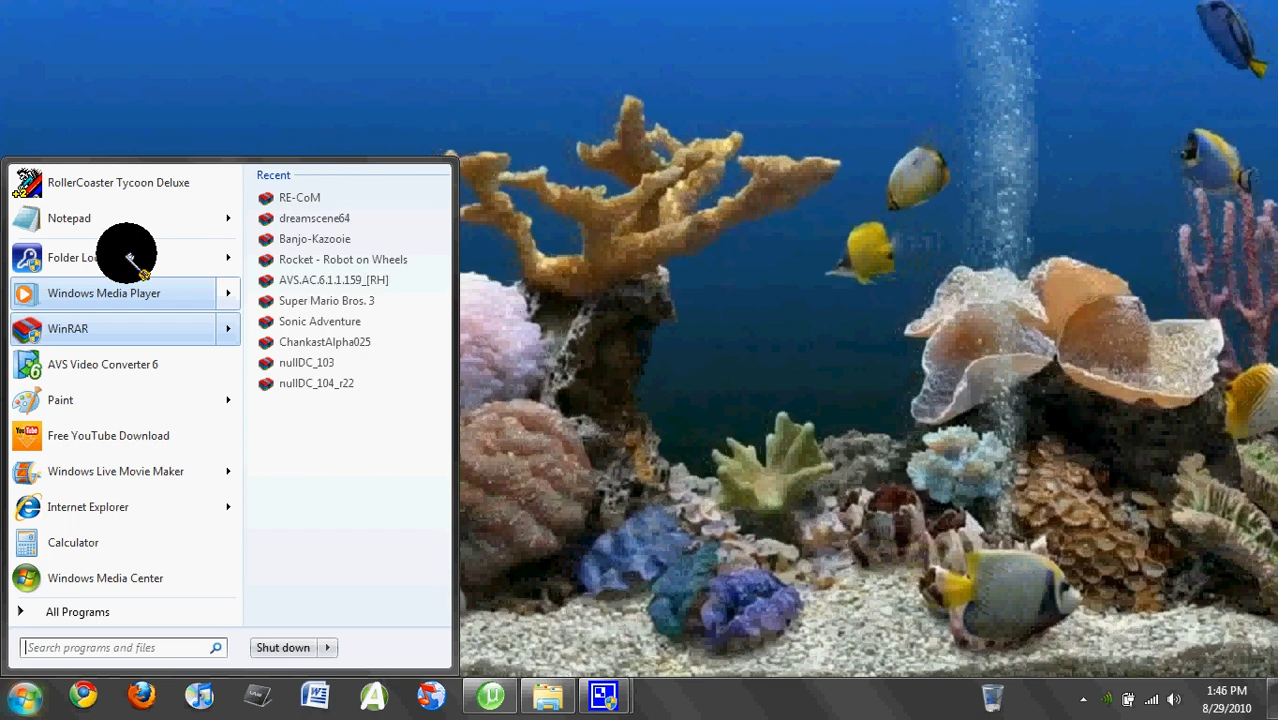 RollerCoaster Tycoon Deluxe
Notepad
Folder
Windows Media Player
WinRAR
AVS Video Converter 6
Paint
Free YouTube Download
Windows Live Movie Maker
Internet Explorer
Calculator
Windows Media Center
All Programs
Search programs and files
Shut down
Recent
RE-CoM
dreamscene64
Banjo-Kazooie
Rocket - Robot on Wheels
AVS.AC.6.1.1.159_[RH]
Super Mario Bros. 3
Sonic Adventure
ChankastAlpha025
nullDC_103
nullDC_104_r22
1:46 PM
8/29/2010